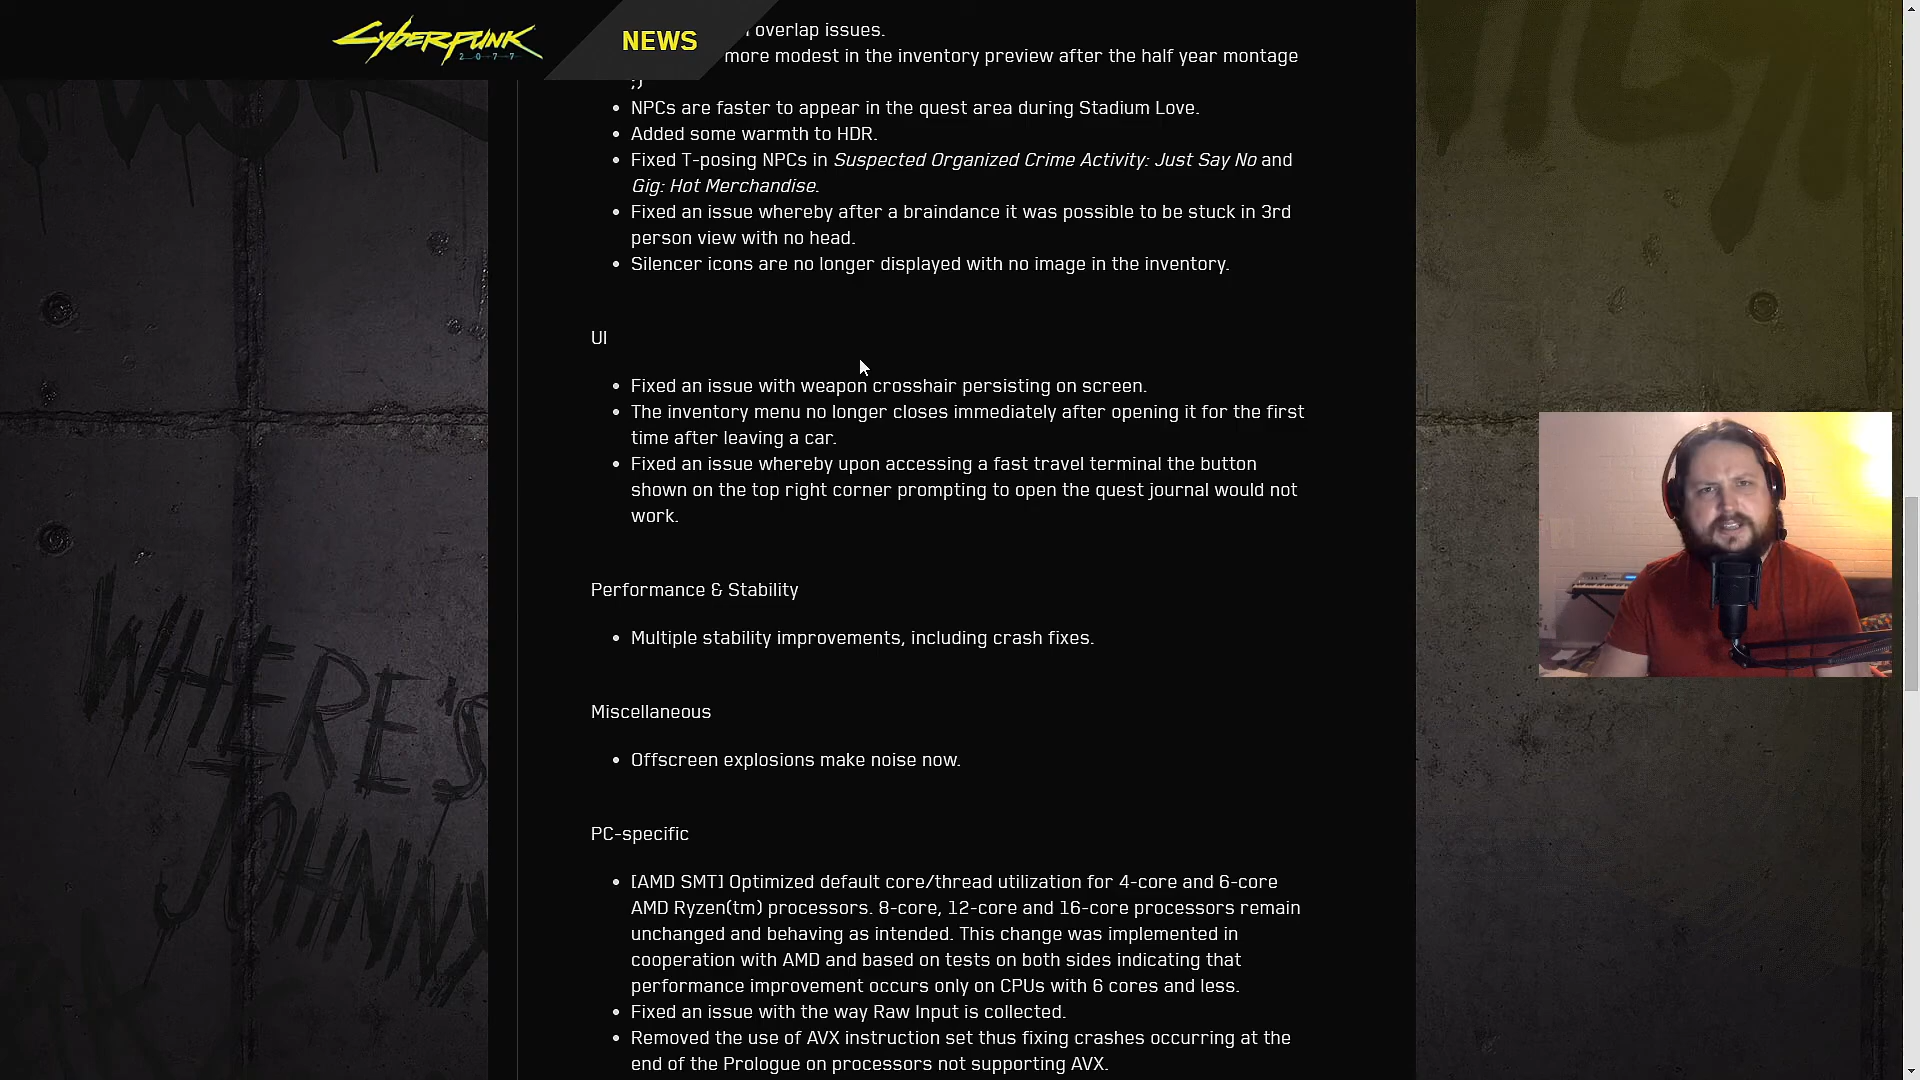 CYBERPUNK
2077
NEWS
overlap issues.
more modest in the inventory preview after the half year montage
;)
• NPCs are faster to appear in the quest area during Stadium Love.
• Added some warmth to HDR.
• Fixed T-posing NPCs in Suspected Organized Crime Activity: Just Say No and
Gig: Hot Merchandise.
• Fixed an issue whereby after a braindance it was possible to be stuck in 3rd
person view with no head.
• Silencer icons are no longer displayed with no image in the inventory.
UI
• Fixed an issue with weapon crosshair persisting on screen.
• The inventory menu no longer closes immediately after opening it for the first
time after leaving a car.
• Fixed an issue whereby upon accessing a fast travel terminal the button
shown on the top right corner prompting to open the quest journal would not
work.
Performance & Stability
• Multiple stability improvements, including crash fixes.
Miscellaneous
• Offscreen explosions make noise now.
PC-specific
• [AMD SMT] Optimized default core/thread utilization for 4-core and 6-core
AMD Ryzen(tm) processors. 8-core, 12-core and 16-core processors remain
unchanged and behaving as intended. This change was implemented in
cooperation with AMD and based on tests on both sides indicating that
performance improvement occurs only on CPUs with 6 cores and less.
• Fixed an issue with the way Raw Input is collected.
• Removed the use of AVX instruction set thus fixing crashes occurring at the
end of the Prologue on processors not supporting AVX.
WHERE'S
JOHNNY